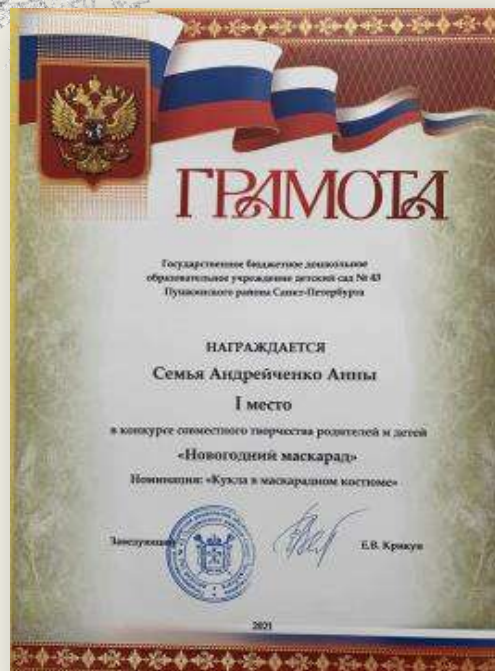 ГРАМОТА
Государственное бюджетное дошкольное
образовательное учреждение детский сад № 43
Пушкинского района Санкт-Петербурга
НАГРАЖДАЕТСЯ
Семья Андрейченко Анны
I место
в конкурсе совместного творчества родителей и детей
«Новогодний маскарад»
Номинация: «Кукла в маскарадном костюме»
Заведующий Е.В. Крикун
2021